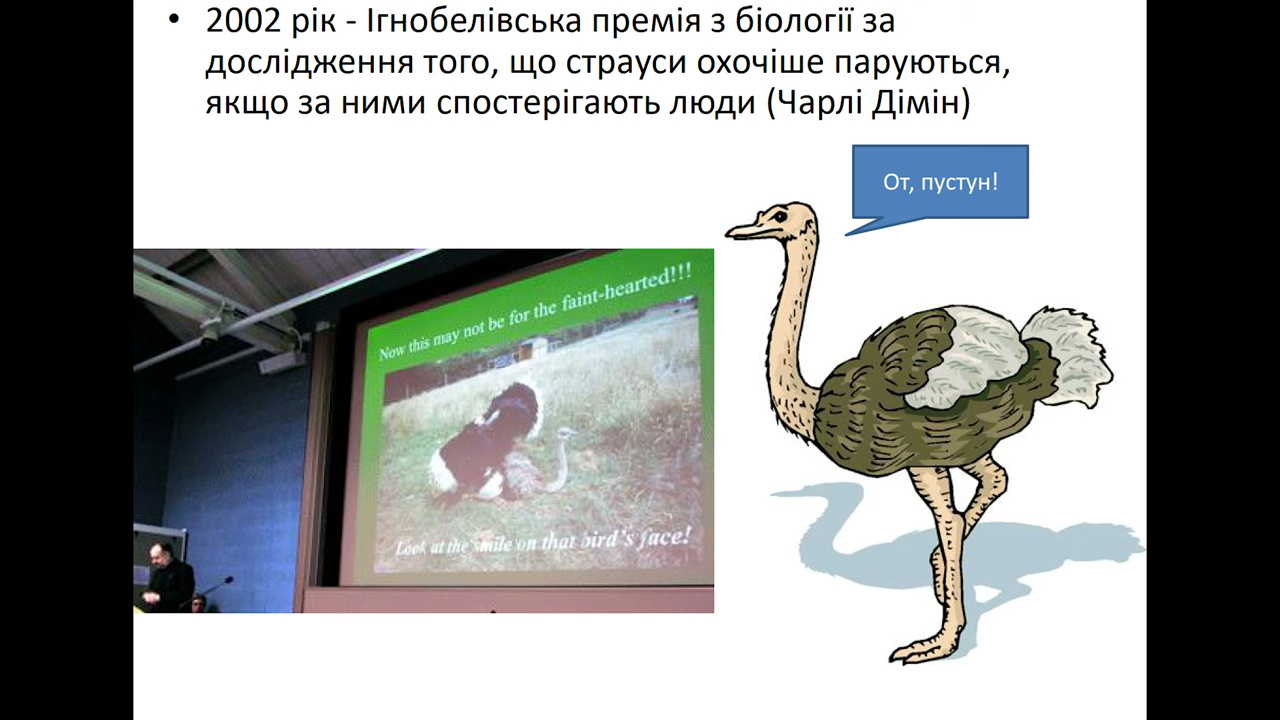 • 2002 рік - Ігнобелівська премія з біології за
дослідження того, що страуси охочіше паруються,
якщо за ними спостерігають люди (Чарлі Дімін)
От, пустун!
Now this may not be for the faint-hearted!!!
Look at the smile on that bird's face!